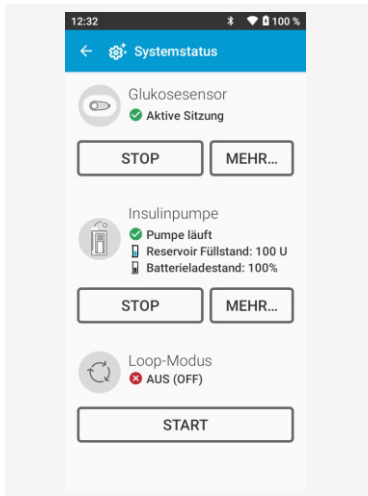 12:32 100 %
Systemstatus
Glukosesensor
Aktive Sitzung
STOP MEHR...
Insulinpumpe
Pumpe läuft
Reservoir Füllstand: 100 U
Batterieladestand: 100%
STOP MEHR...
Loop-Modus
AUS (OFF)
START